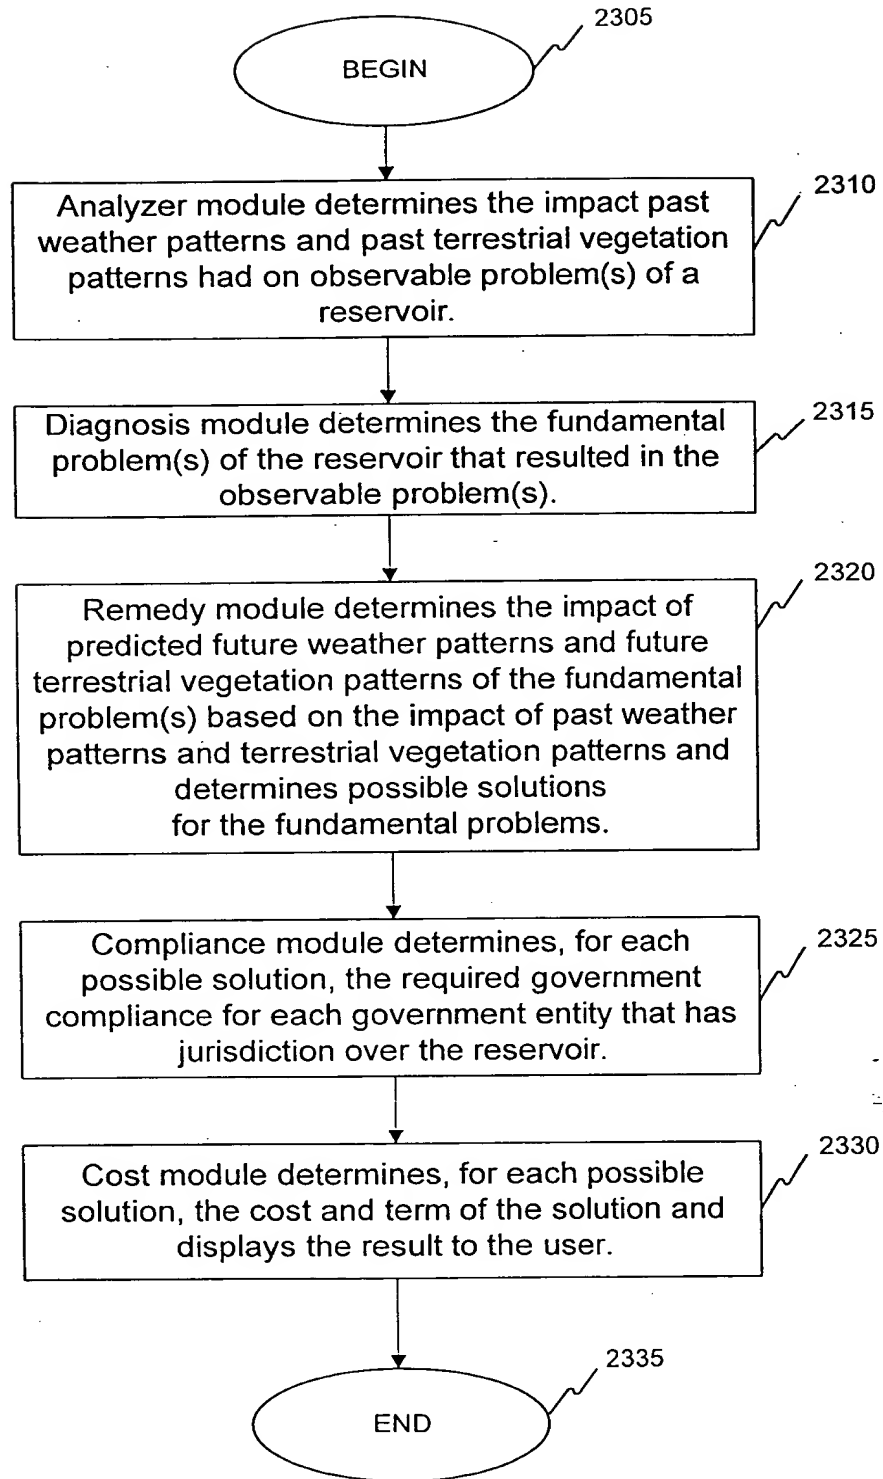 2305
BEGIN
2310
Analyzer module determines the impact past
weather patterns and past terrestrial vegetation
patterns had on observable problem(s) of a
reservoir.
2315
Diagnosis module determines the fundamental
problem(s) of the reservoir that resulted in the
observable problem(s).
2320
Remedy module determines the impact of
predicted future weather patterns and future
terrestrial vegetation patterns of the fundamental
problem(s) based on the impact of past weather
patterns and terrestrial vegetation patterns and
determines possible solutions
for the fundamental problems.
2325
Compliance module determines, for each
possible solution, the required government
compliance for each government entity that has
jurisdiction over the reservoir.
2330
Cost module determines, for each possible
solution, the cost and term of the solution and
displays the result to the user.
2335
END